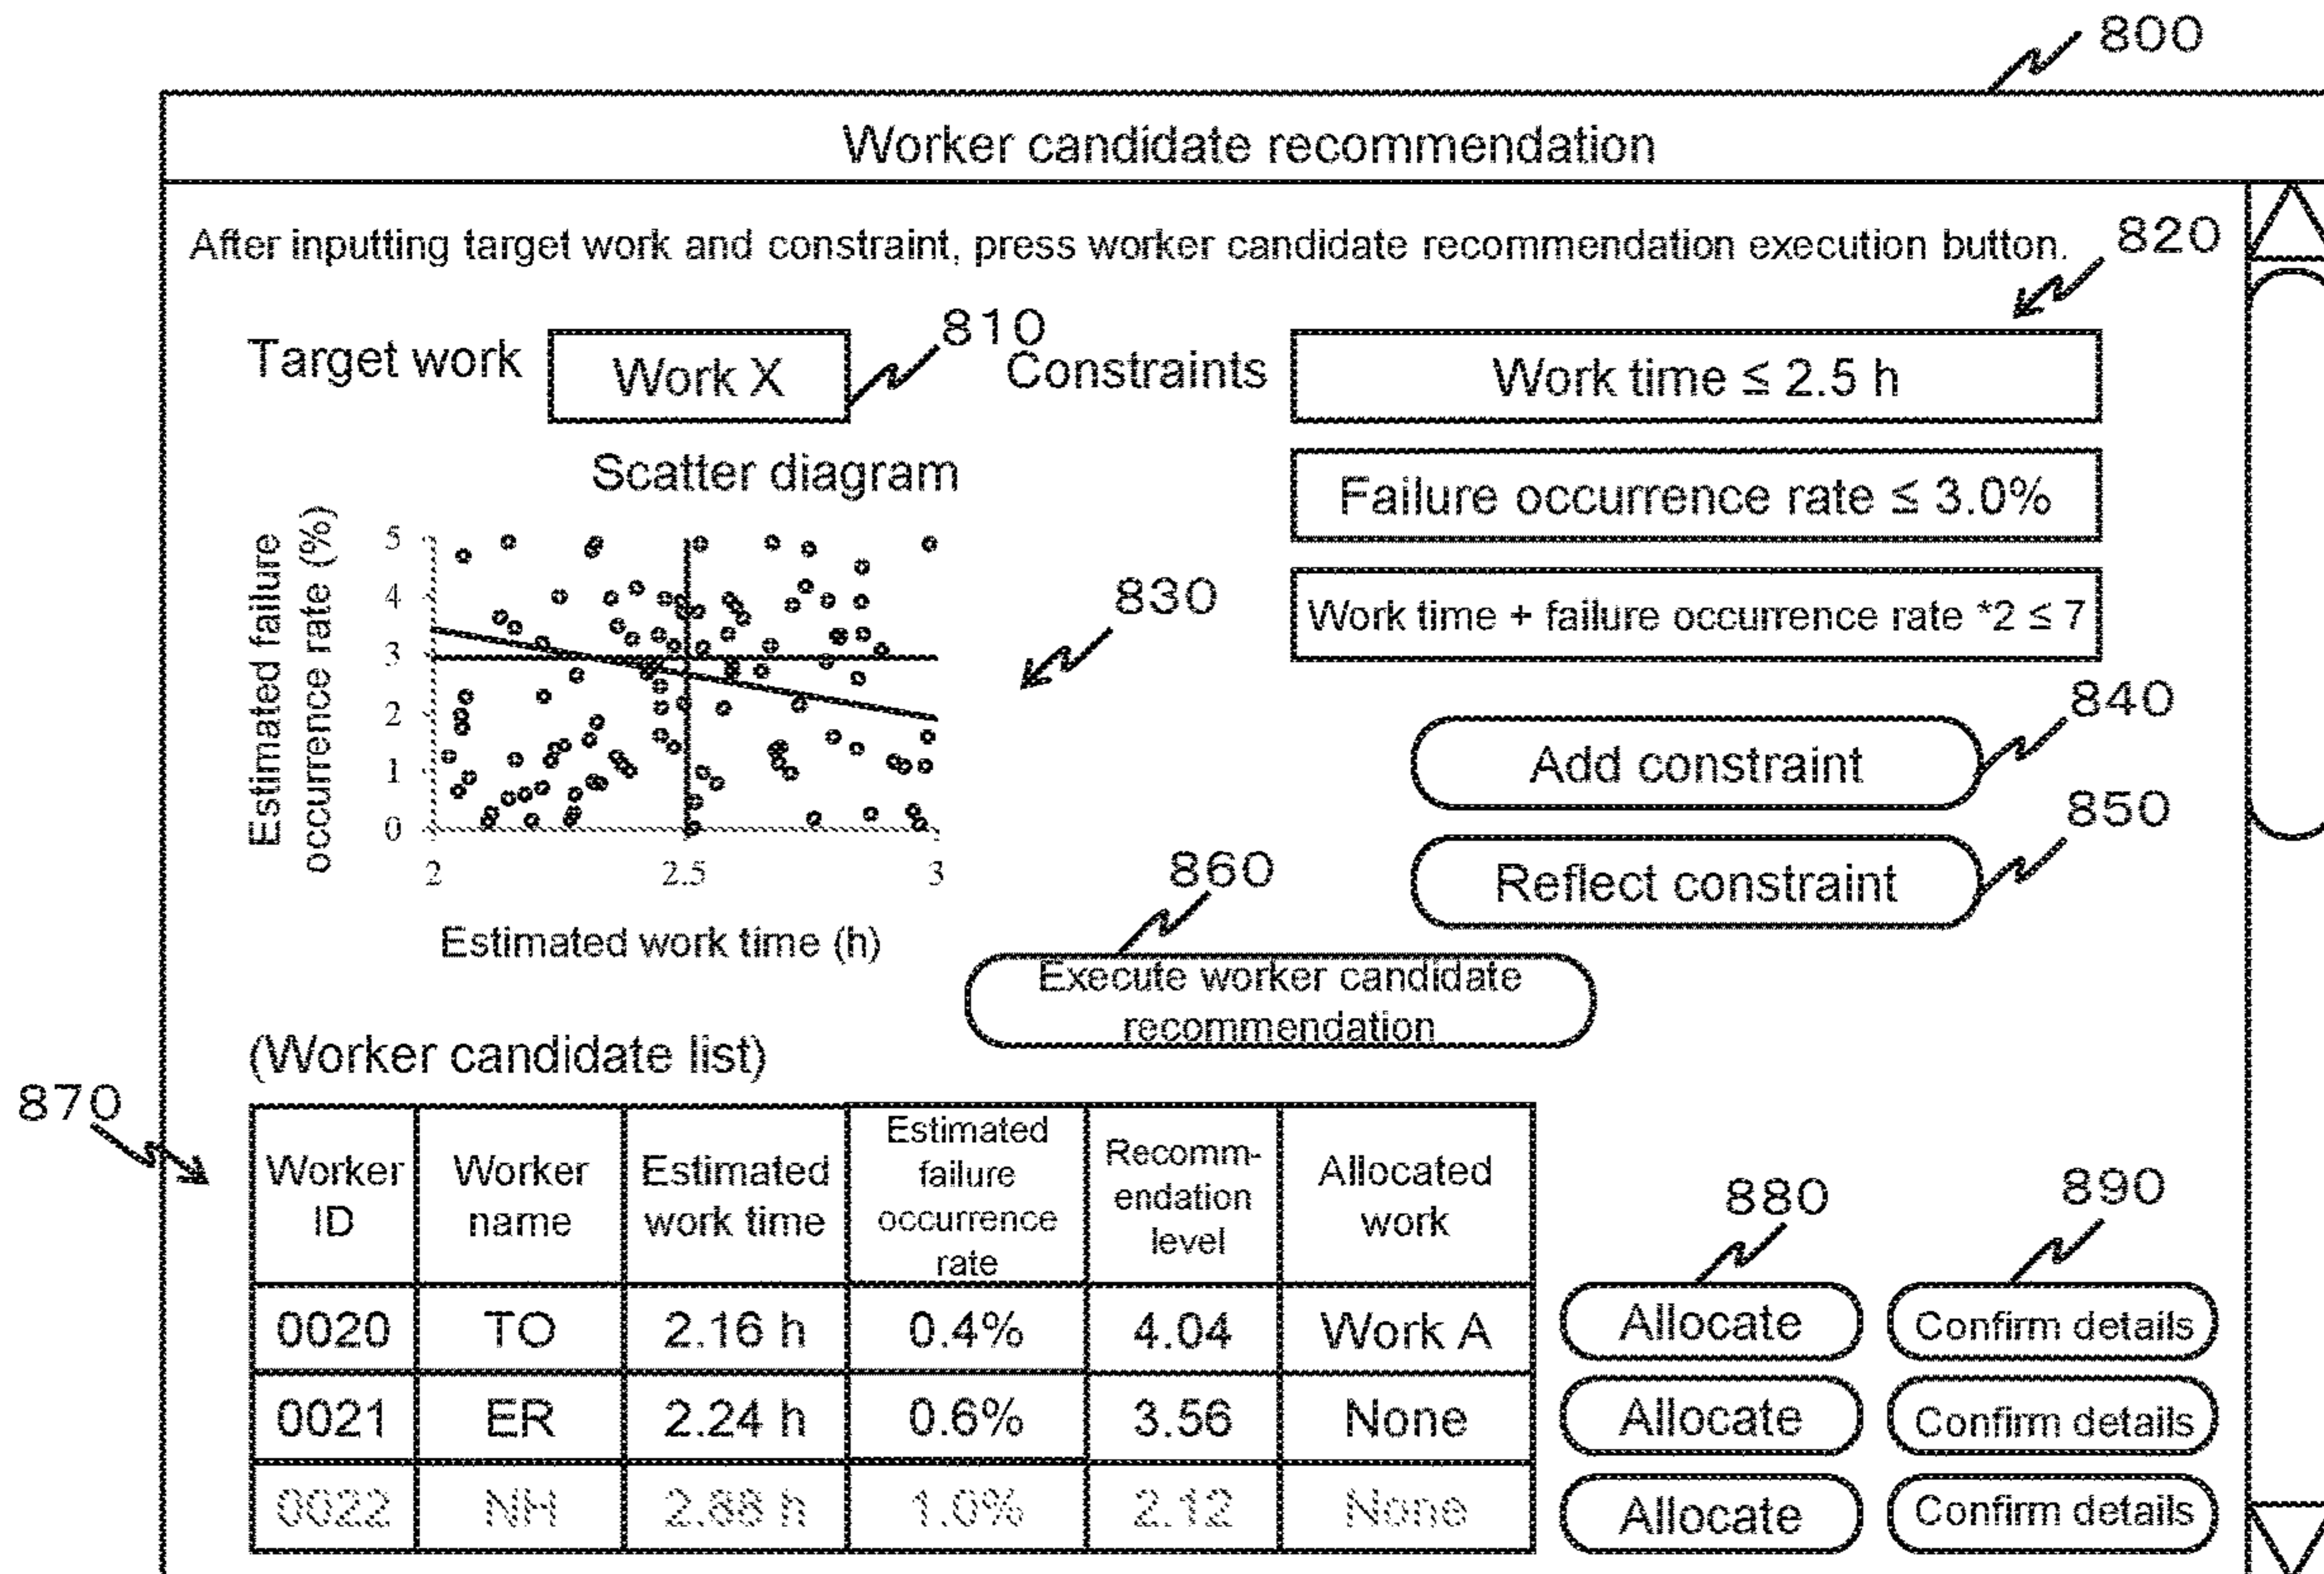 800
Worker candidate recommendation
After inputting target work and constraint, press worker candidate recommendation execution button.
820
Target work
Work X
810
Constraints
Work time ≤ 2.5 h
Failure occurrence rate ≤ 3.0%
Work time + failure occurrence rate *2 ≤ 7
Scatter diagram
Estimated failure
occurrence rate (%)
5
4
3
2
1
0
2
2.5
3
Estimated work time (h)
830
840
Add constraint
850
Reflect constraint
860
Execute worker candidate
recommendation
(Worker candidate list)
870
Worker
ID
Worker
name
Estimated
work time
Estimated
failure
occurrence
rate
Recomm-
endation
level
Allocated
work
880
890
0020 TO 2.16 h 0.4% 4.04 Work A Allocate Confirm details
0021 ER 2.24 h 0.6% 3.56 None Allocate Confirm details
0022 NH 2.88 h 1.0% 2.12 None Allocate Confirm details